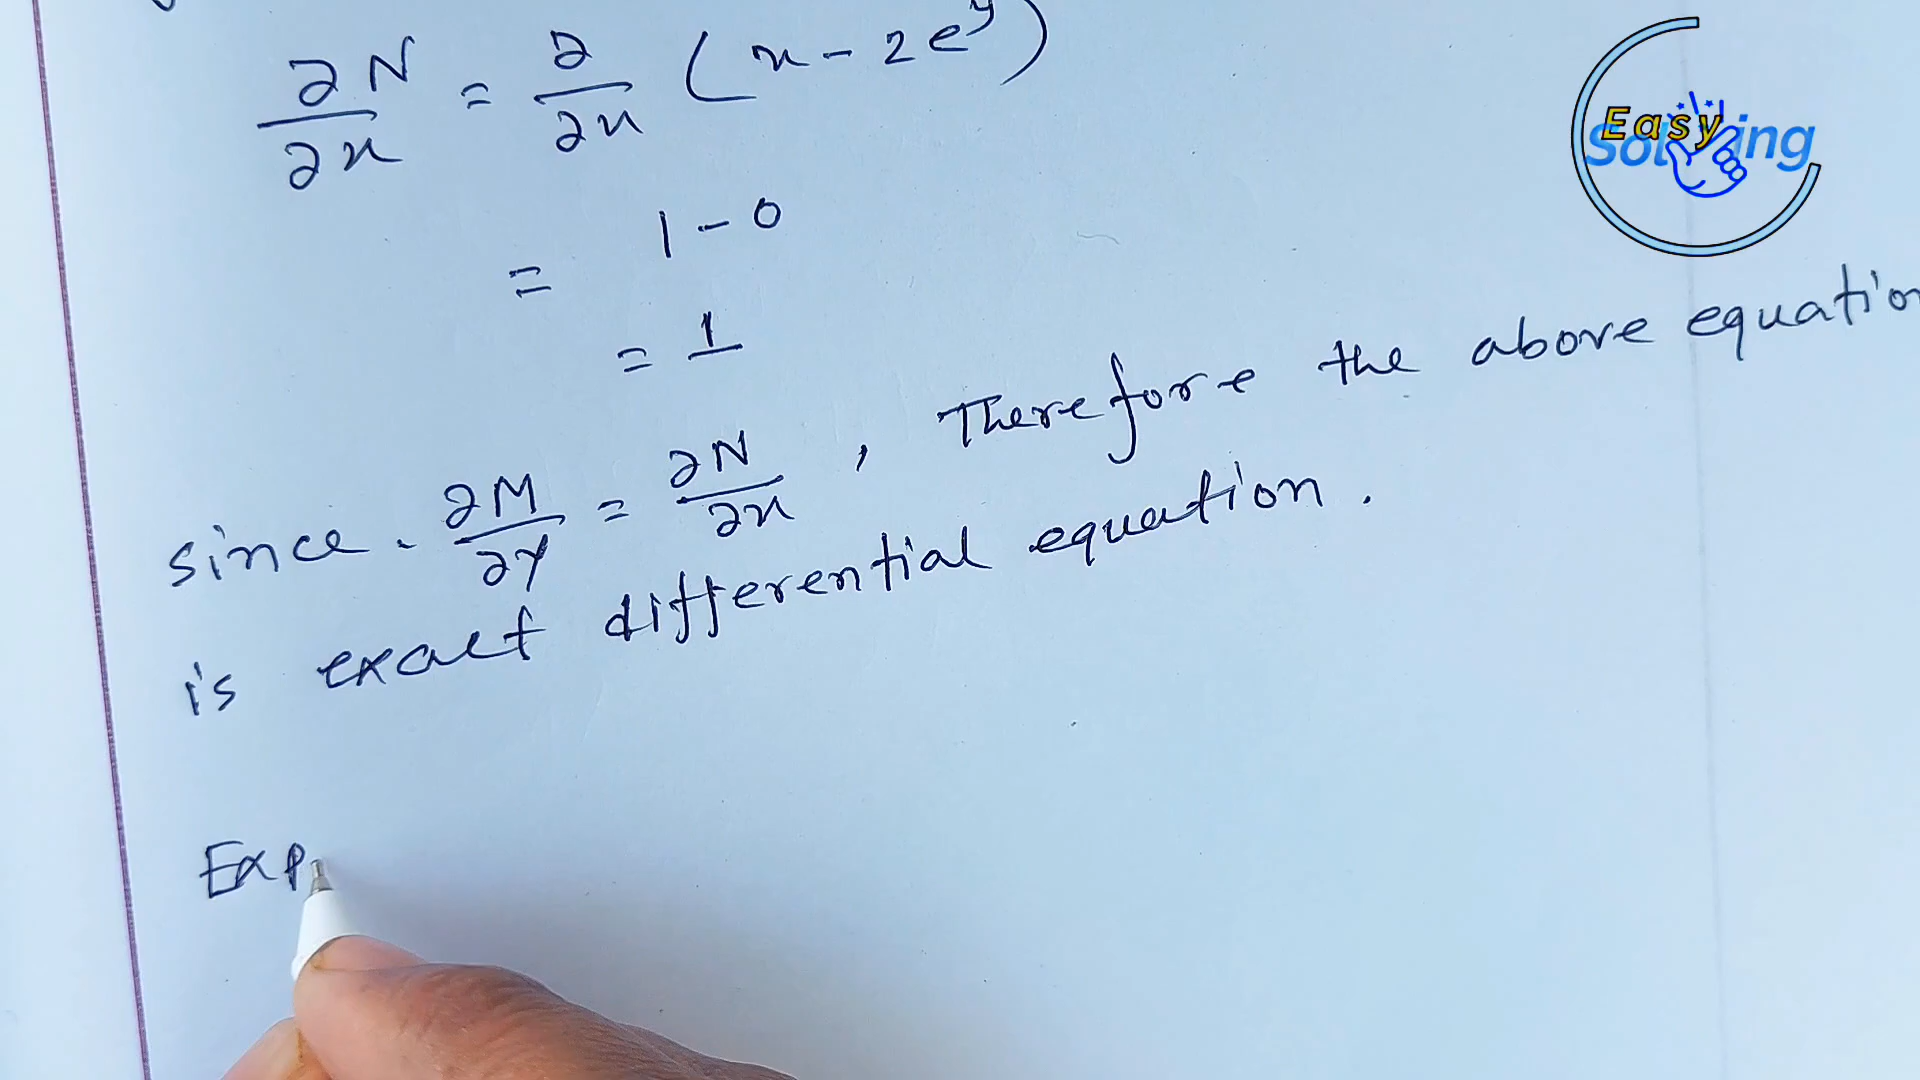 ∂N/∂x = ∂/∂x (x - 2e^y)
= 1 - 0
= 1
since. ∂M/∂y = ∂N/∂x , Therefore the above equation
is exact differential equation.
Exp
Easy
Solving